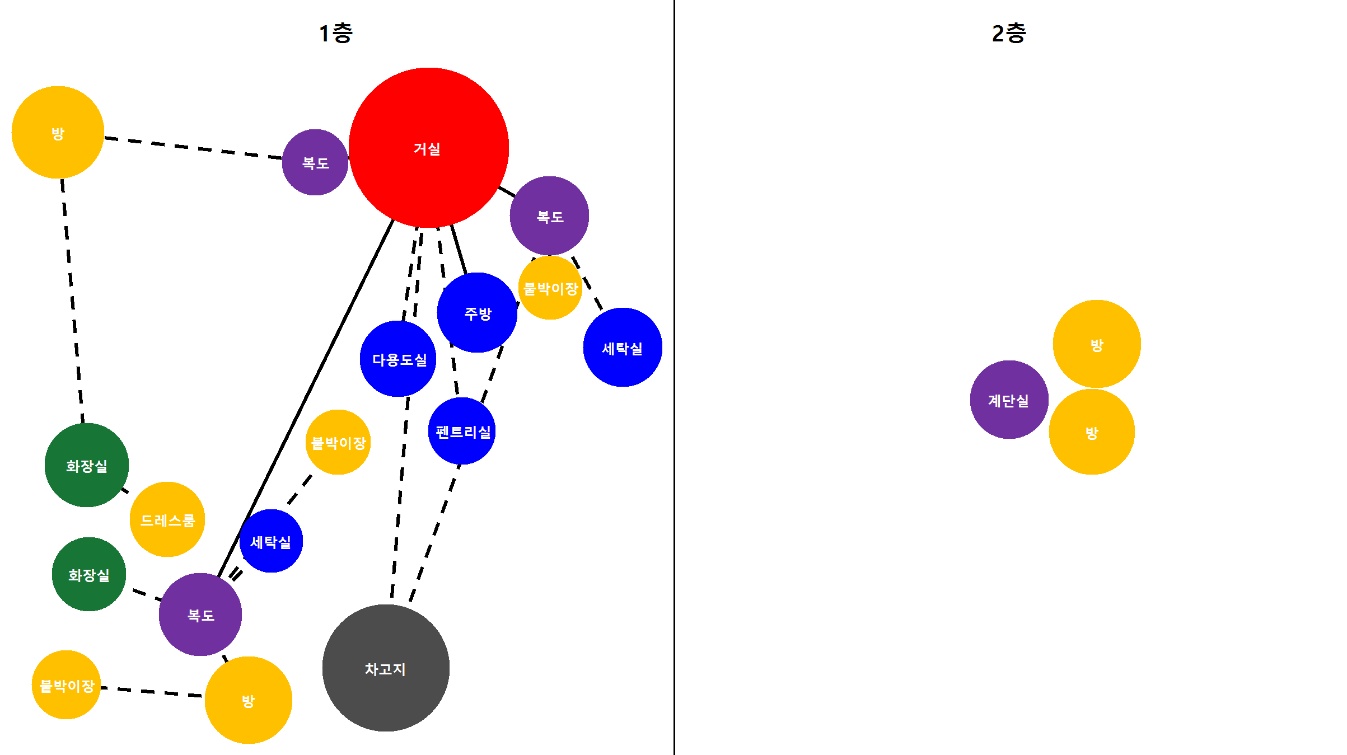 1층
2층
방
복도
거실
복도
주방
붙박이장
다용도실
세탁실
펜트리실
붙박이장
화장실
드레스룸
세탁실
화장실
복도
차고지
붙박이장
방
방
계단실
방